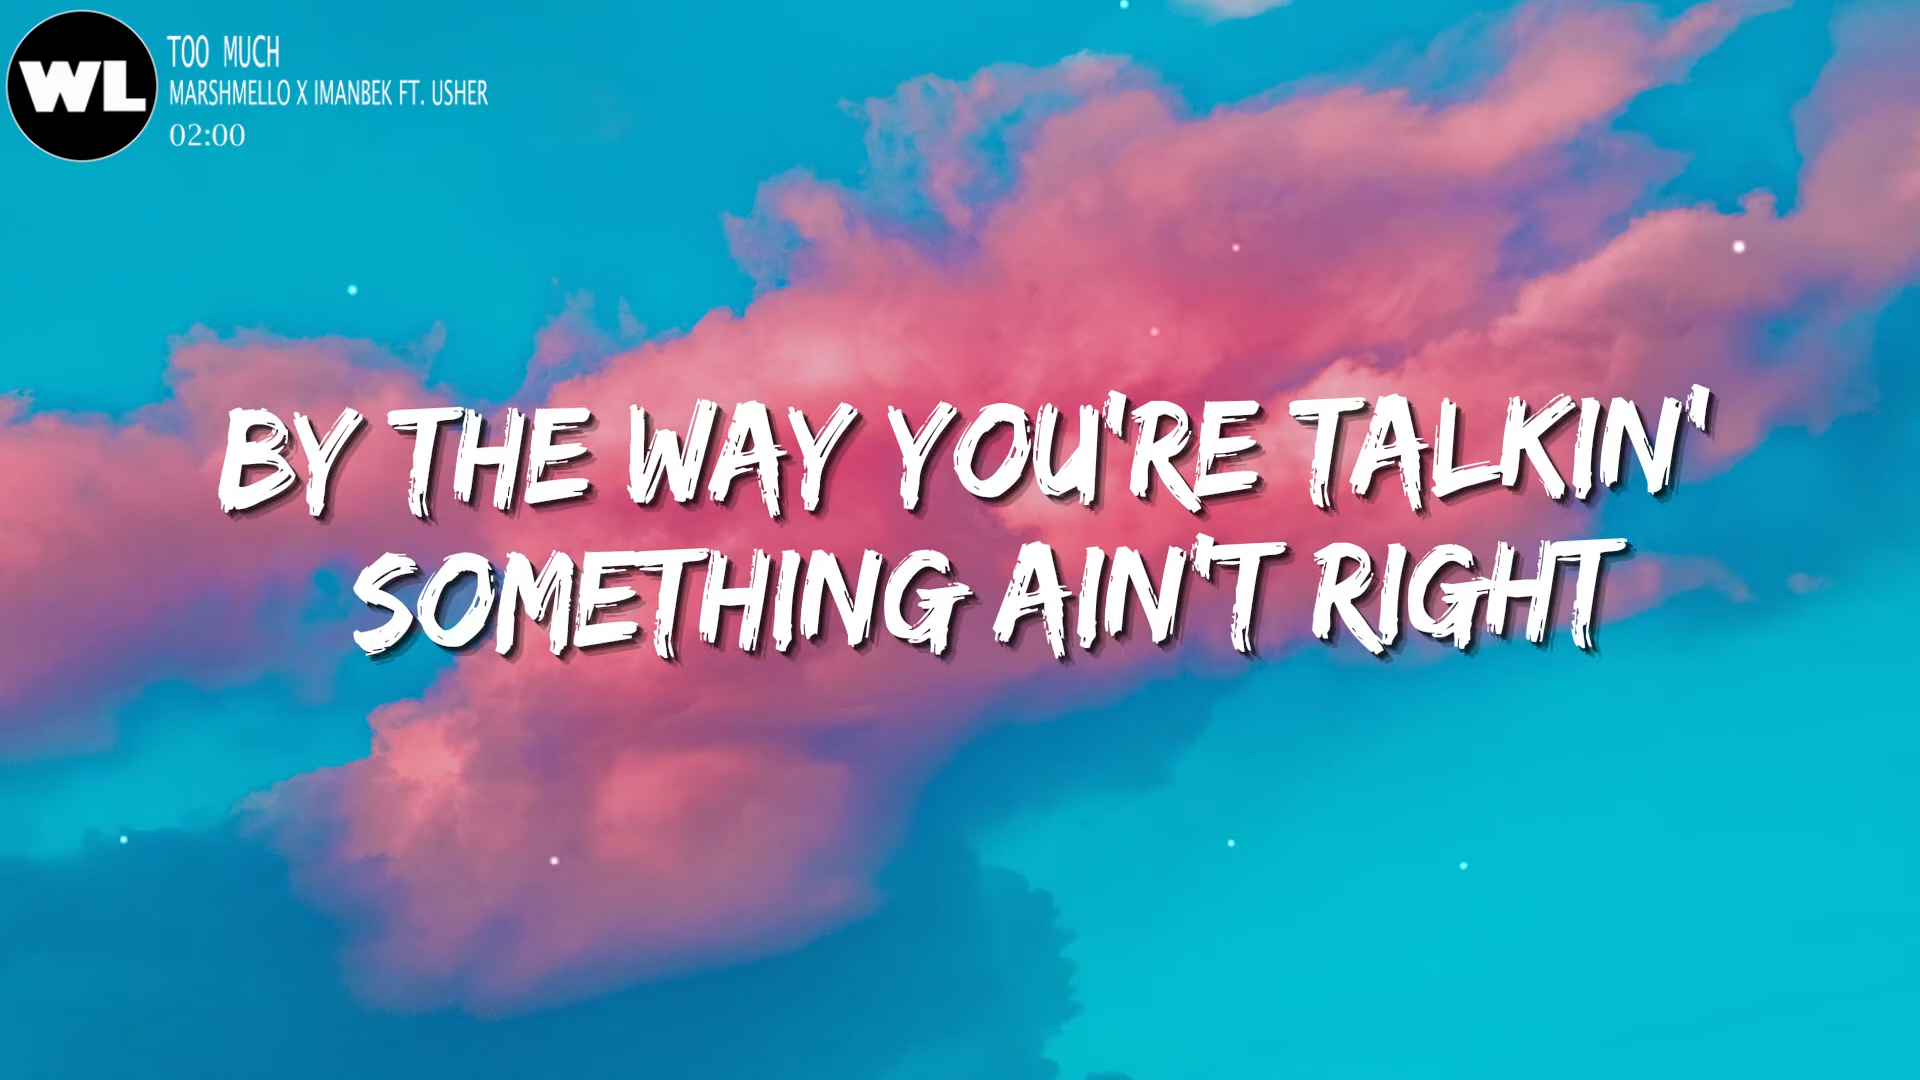 WL
TOO MUCH
MARSHMELLO X IMANBEK FT. USHER
02:00
BY THE WAY YOU'RE TALKIN'
SOMETHING AIN'T RIGHT